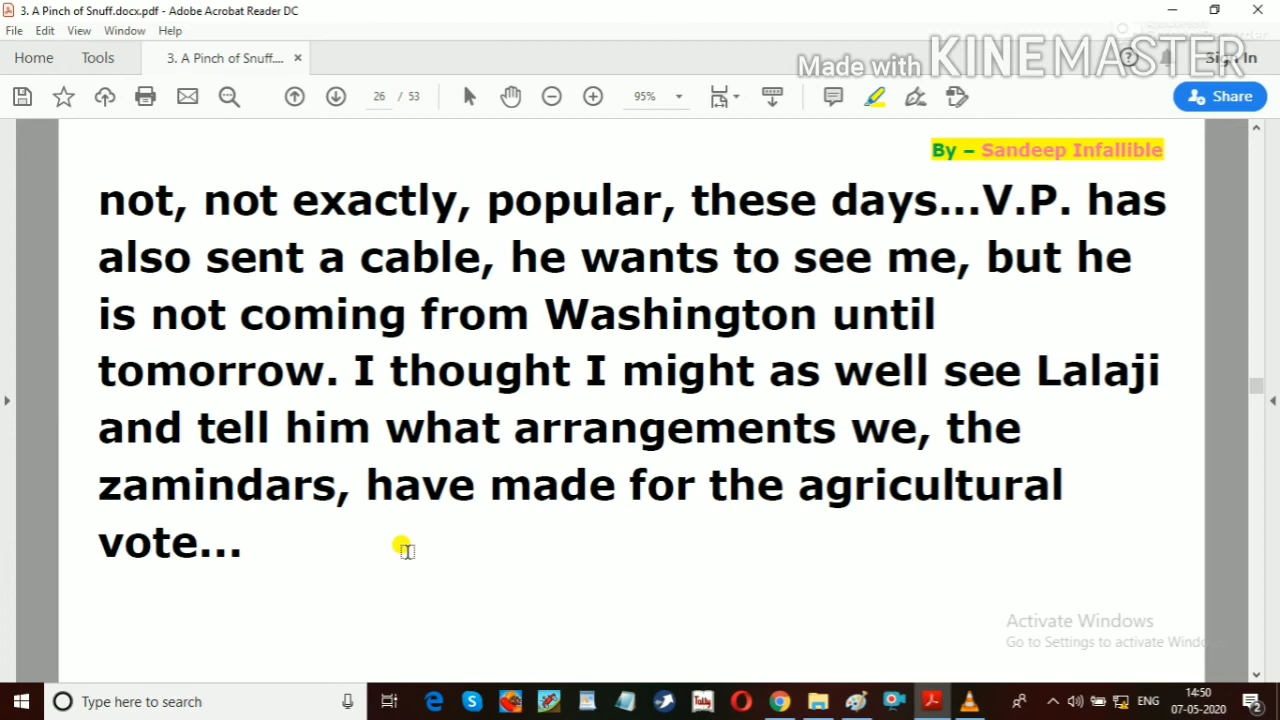 3. A Pinch of Snuff.docx.pdf - Adobe Acrobat Reader DC
File Edit View Window Help
Made with KINEMASTER
Home Tools 3. A Pinch of Snuff.... × Sign In
26 / 53 95% Share
By – Sandeep Infallible
not, not exactly, popular, these days...V.P. has
also sent a cable, he wants to see me, but he
is not coming from Washington until
tomorrow. I thought I might as well see Lalaji
and tell him what arrangements we, the
zamindars, have made for the agricultural
vote...
Activate Windows
Go to Settings to activate Windows
Type here to search
Tally
ENG
14:50
07-05-2020
2